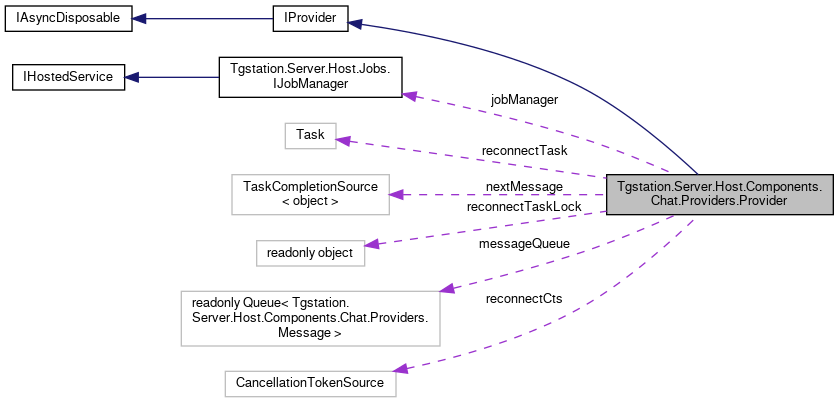 IAsyncDisposable
IProvider
IHostedService
Tgstation.Server.Host.Jobs.
IJobManager
jobManager
Task
reconnectTask
Tgstation.Server.Host.Components.
Chat.Providers.Provider
TaskCompletionSource
< object >
nextMessage
reconnectTaskLock
readonly object
messageQueue
readonly Queue< Tgstation.
Server.Host.Components.Chat.Providers.
Message >
reconnectCts
CancellationTokenSource